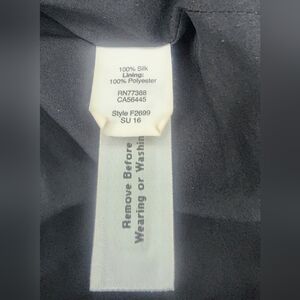 100% Silk
Lining:
100% Polyester
RN77388
CA56445
Style F2699
SU 16
Remove Before
Wearing or Washin